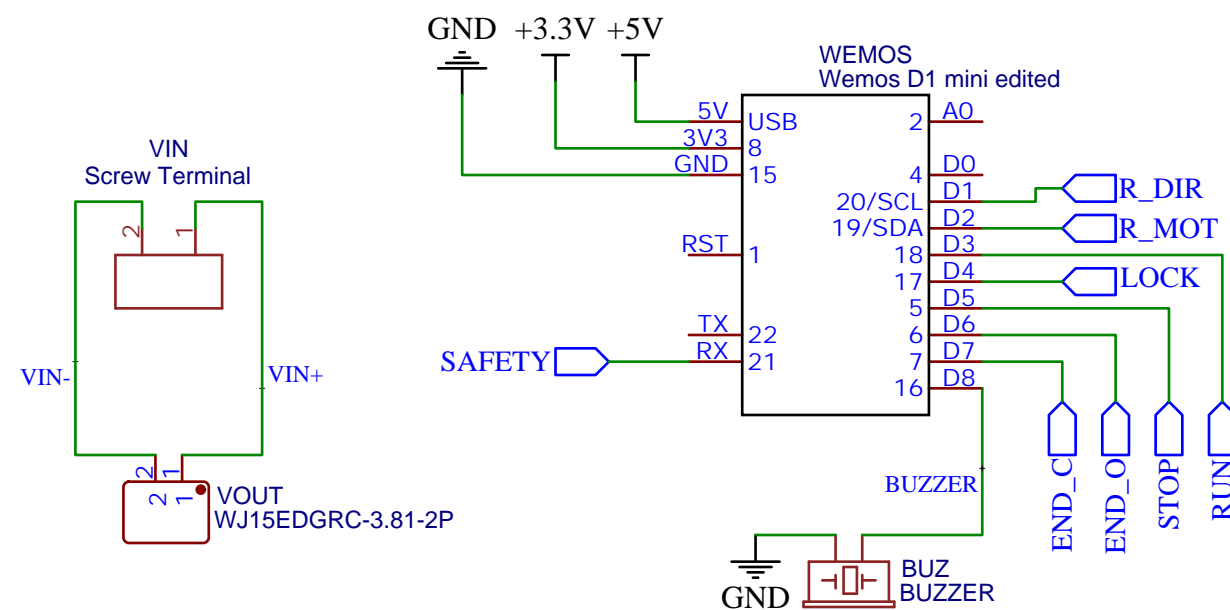 GND +3.3V +5V
WEMOS
Wemos D1 mini edited
VIN
Screw Terminal
2 1
VIN- VIN+
2 1
2 1
VOUT
WJ15EDGRC-3.81-2P
5V USB
3V3 8
GND 15
RST 1
TX 22
SAFETY RX 21
2 A0
4 D0
20/SCL D1 R_DIR
19/SDA D2 R_MOT
18 D3
17 D4 LOCK
5 D5
6 D6
7 D7
16 D8
END_C
END_O
STOP
RUN
BUZZER
GND
BUZ
BUZZER